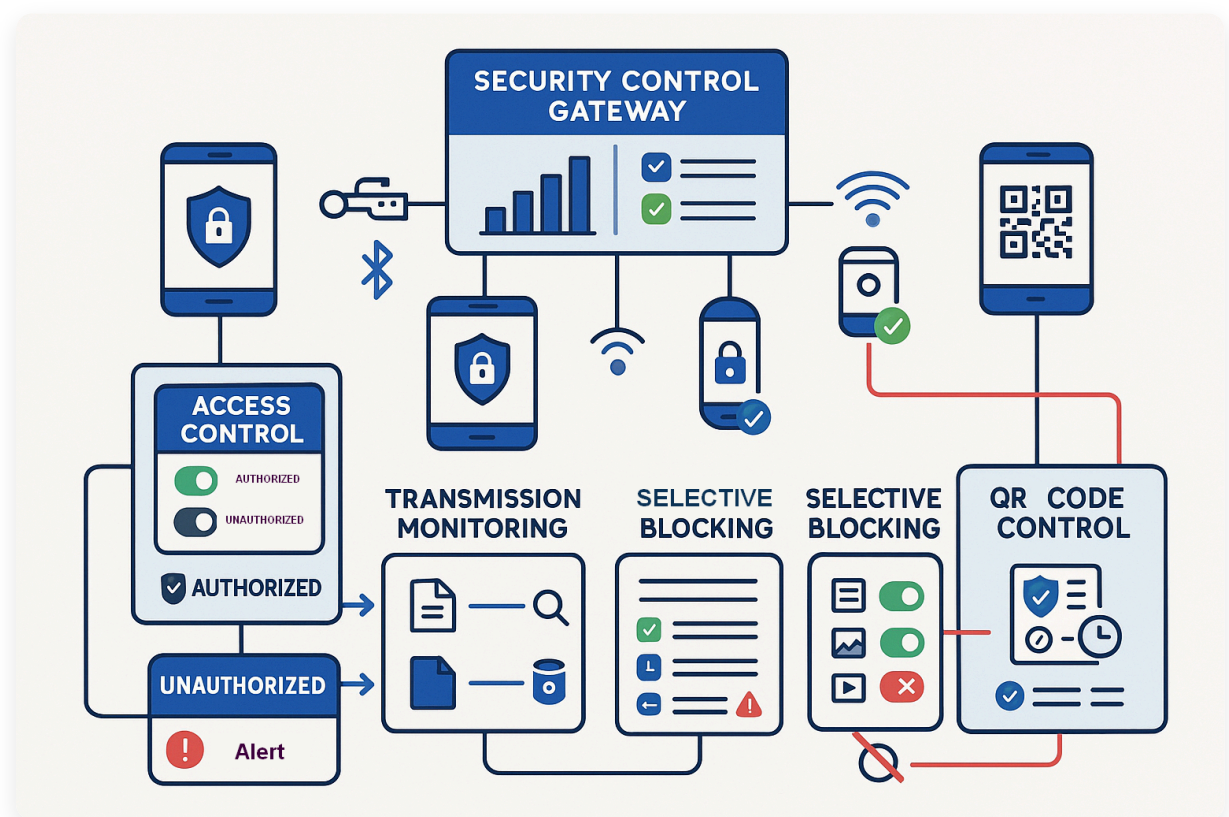 SECURITY CONTROL
GATEWAY
ACCESS
CONTROL
AUTHORIZED
UNAUTHORIZED
AUTHORIZED
UNAUTHORIZED
Alert
TRANSMISSION
MONITORING
SELECTIVE
BLOCKING
SELECTIVE
BLOCKING
QR CODE
CONTROL